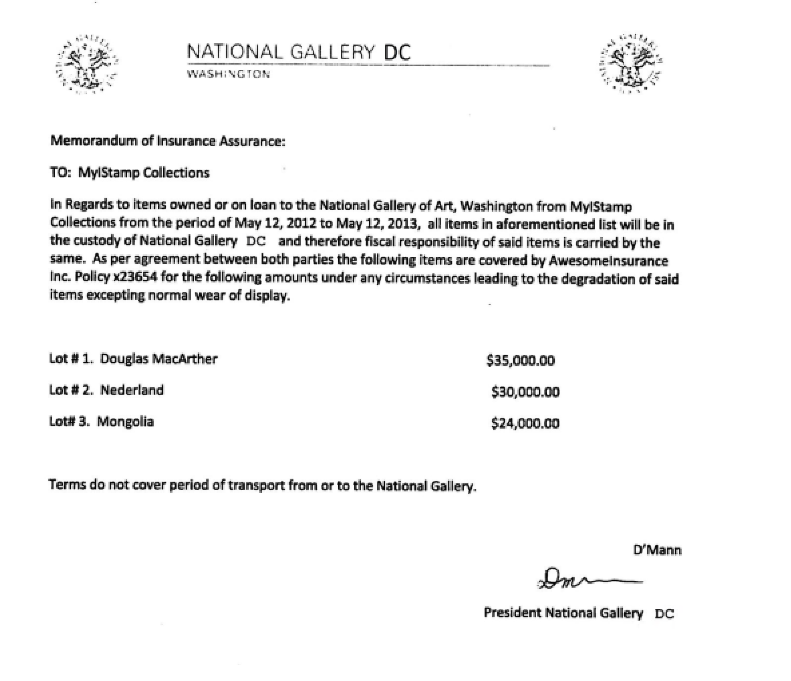 NATIONAL GALLERY DC
WASHINGTON
Memorandum of Insurance Assurance:
TO: MyIStamp Collections
In Regards to items owned or on loan to the National Gallery of Art, Washington from MyIStamp
Collections from the period of May 12, 2012 to May 12, 2013, all items in aforementioned list will be in
the custody of National Gallery DC and therefore fiscal responsibility of said items is carried by the
same. As per agreement between both parties the following items are covered by AwesomeInsurance
Inc. Policy x23654 for the following amounts under any circumstances leading to the degradation of said
items excepting normal wear of display.
Lot # 1. Douglas MacArther $35,000.00
Lot # 2. Nederland $30,000.00
Lot# 3. Mongolia $24,000.00
Terms do not cover period of transport from or to the National Gallery.
D'Mann
President National Gallery DC